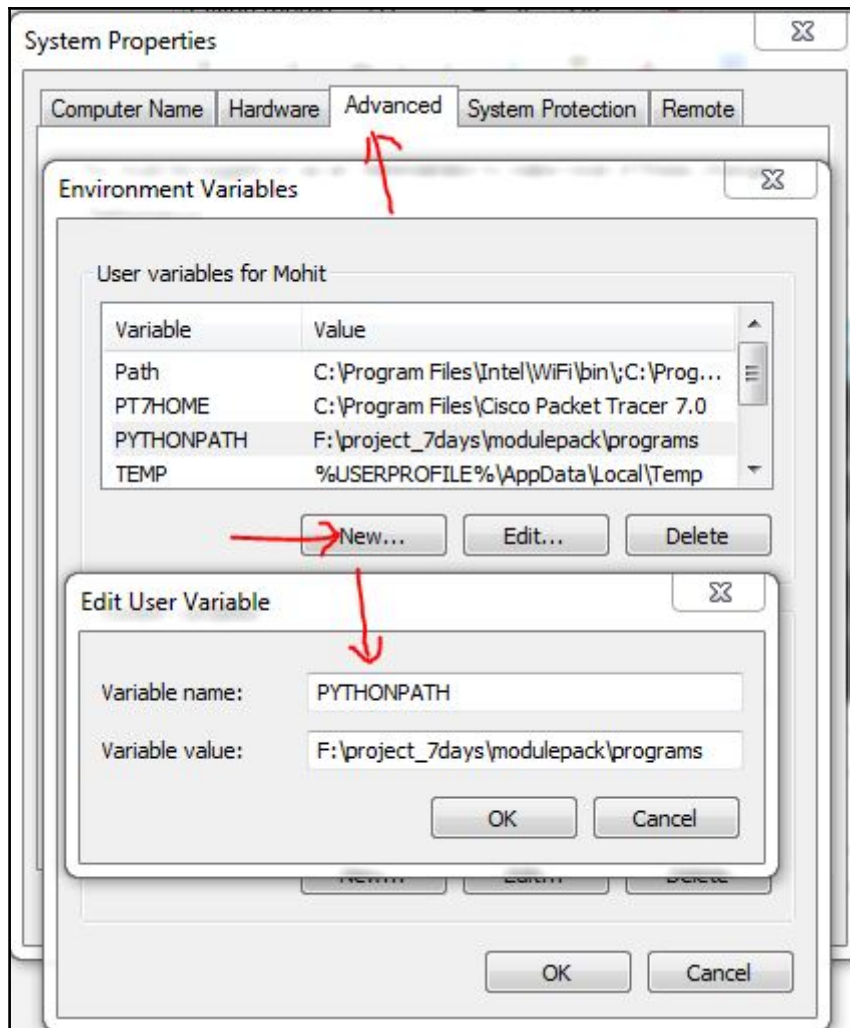 System Properties
Computer Name Hardware Advanced System Protection Remote
Environment Variables
User variables for Mohit
Variable Value
Path C:\Program Files\Intel\WiFi\bin\;C:\Prog...
PT7HOME C:\Program Files\Cisco Packet Tracer 7.0
PYTHONPATH F:\project_7days\modulepack\programs
TEMP %USERPROFILE%\AppData\Local\Temp
New... Edit... Delete
Edit User Variable
Variable name: PYTHONPATH
Variable value: F:\project_7days\modulepack\programs
OK Cancel
New... Edit... Delete
OK Cancel